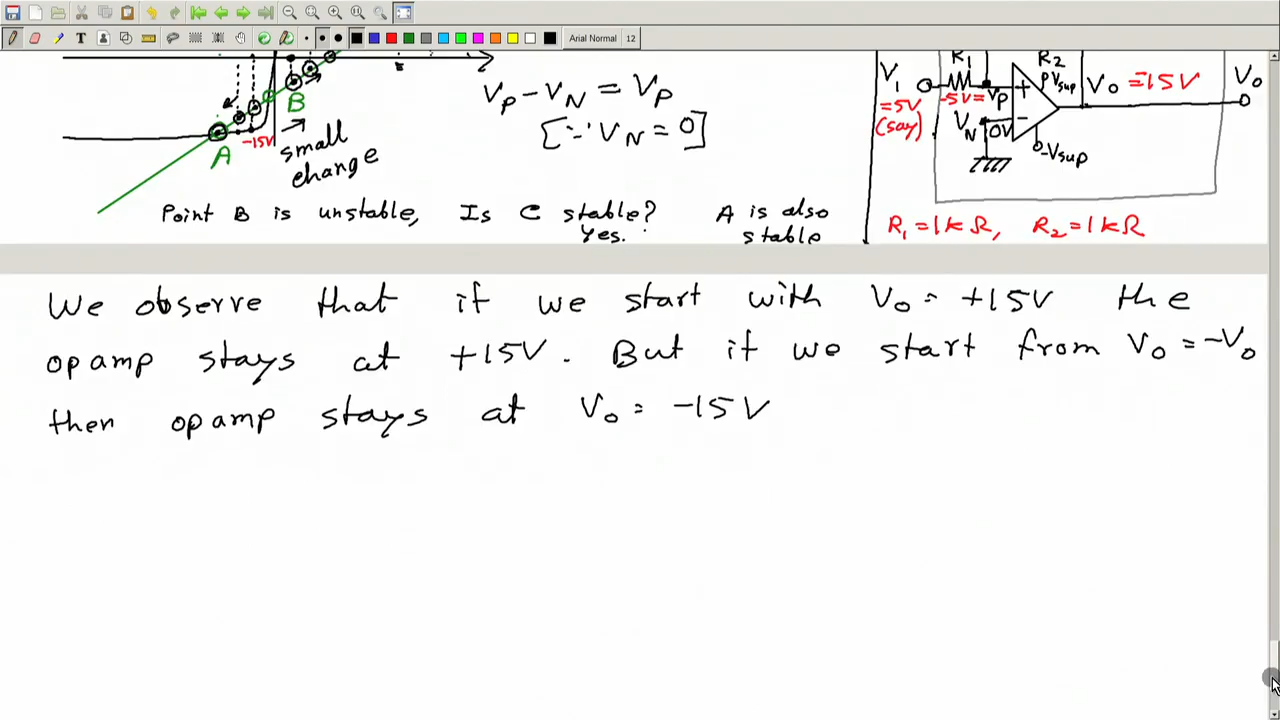 Arial Normal 12
Vp - VN = Vp
[∵ VN = 0]
B
-15V
A
small
change
Point B is unstable, Is C stable? A is also
Yes. stable
R1 R2
V1 Vsup Vo = -15V Vo
= 5V -5V = Vp + 
(say) VN 0V -
-Vsup
R1 = 1kΩ, R2 = 1kΩ
We observe that if we start with Vo = +15V the
opamp stays at +15V. But if we start from Vo = -Vo
then opamp stays at Vo = -15V